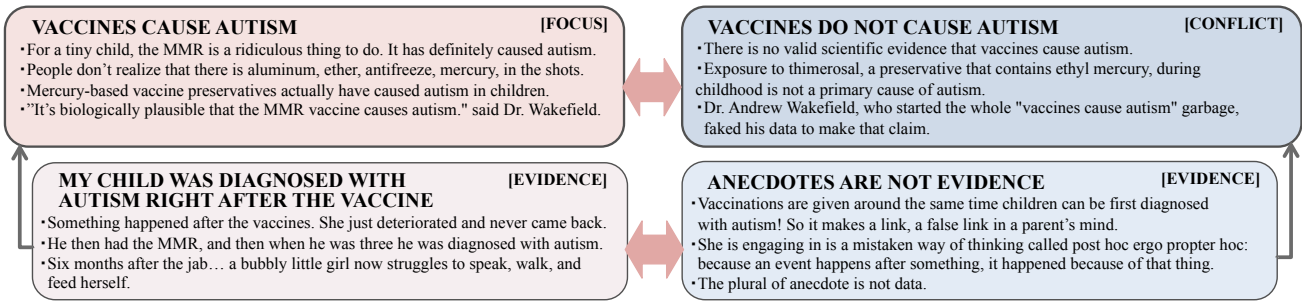 VACCINES CAUSE AUTISM [FOCUS]
·For a tiny child, the MMR is a ridiculous thing to do. It has definitely caused autism.
·People don't realize that there is aluminum, ether, antifreeze, mercury, in the shots.
·Mercury-based vaccine preservatives actually have caused autism in children.
·"It's biologically plausible that the MMR vaccine causes autism." said Dr. Wakefield.
VACCINES DO NOT CAUSE AUTISM [CONFLICT]
·There is no valid scientific evidence that vaccines cause autism.
·Exposure to thimerosal, a preservative that contains ethyl mercury, during
childhood is not a primary cause of autism.
·Dr. Andrew Wakefield, who started the whole "vaccines cause autism" garbage,
faked his data to make that claim.
MY CHILD WAS DIAGNOSED WITH [EVIDENCE]
AUTISM RIGHT AFTER THE VACCINE
·Something happened after the vaccines. She just deteriorated and never came back.
·He then had the MMR, and then when he was three he was diagnosed with autism.
·Six months after the jab… a bubbly little girl now struggles to speak, walk, and
feed herself.
ANECDOTES ARE NOT EVIDENCE [EVIDENCE]
·Vaccinations are given around the same time children can be first diagnosed
with autism! So it makes a link, a false link in a parent's mind.
·She is engaging in is a mistaken way of thinking called post hoc ergo propter hoc:
because an event happens after something, it happened because of that thing.
·The plural of anecdote is not data.